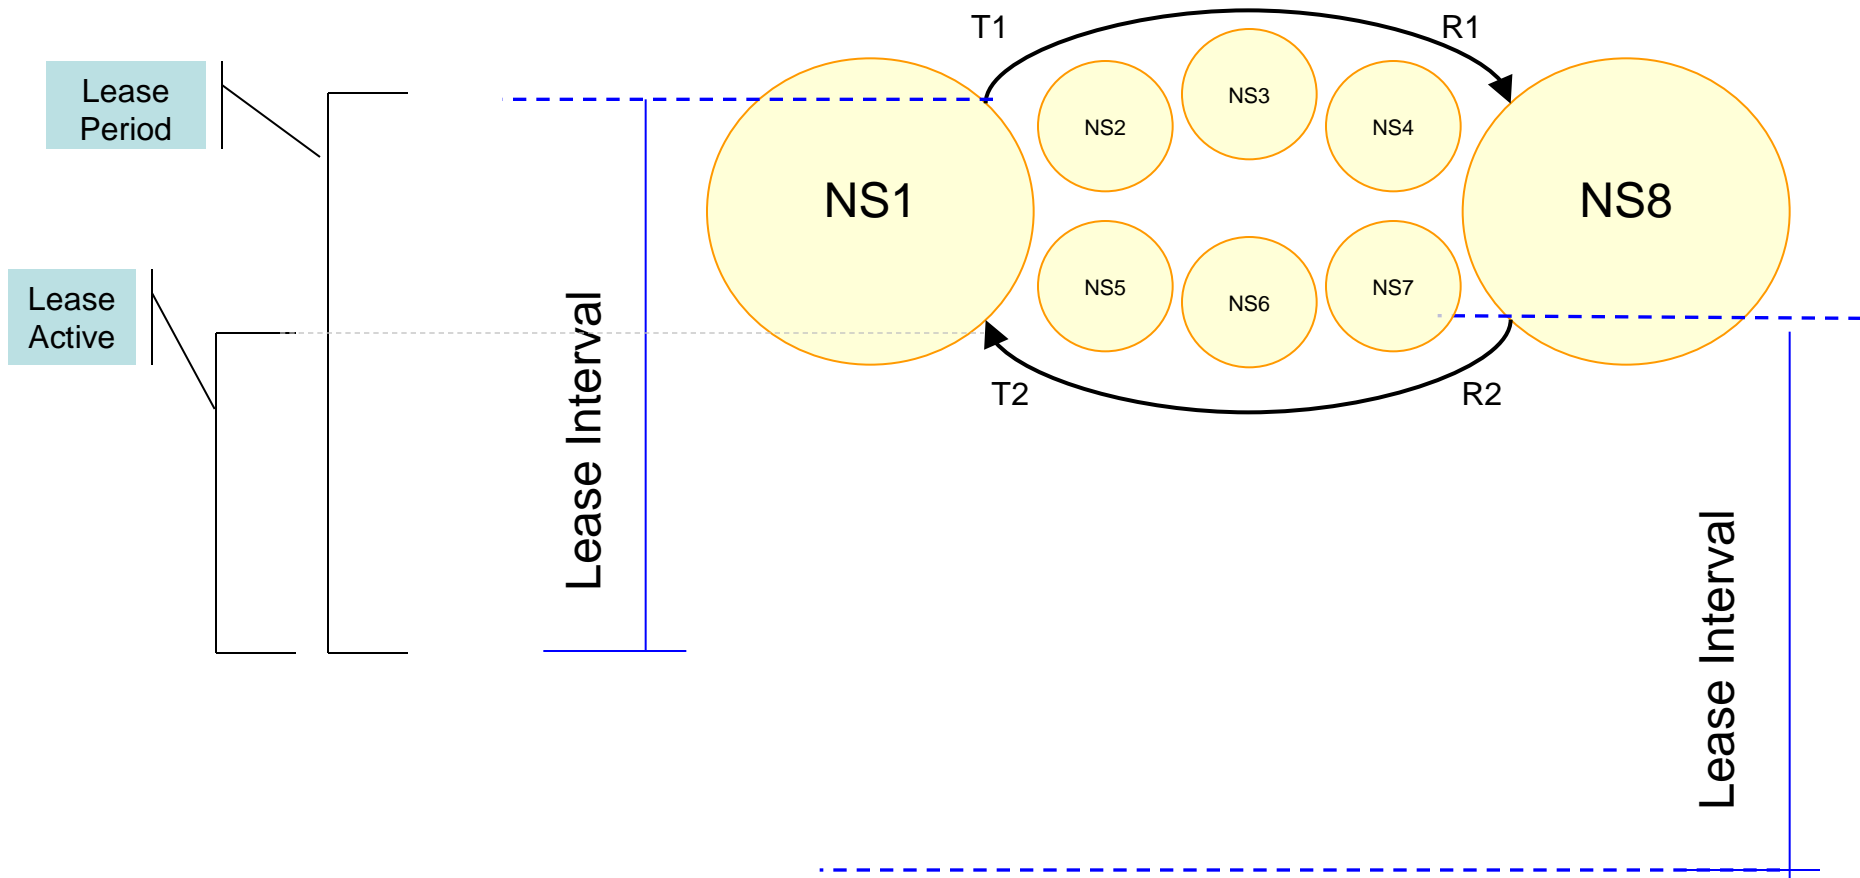 T1
R1
Lease
Period
NS3
NS2
NS4
NS1
NS8
Lease
Active
NS5
NS6
NS7
T2
R2
Lease Interval
Lease Interval